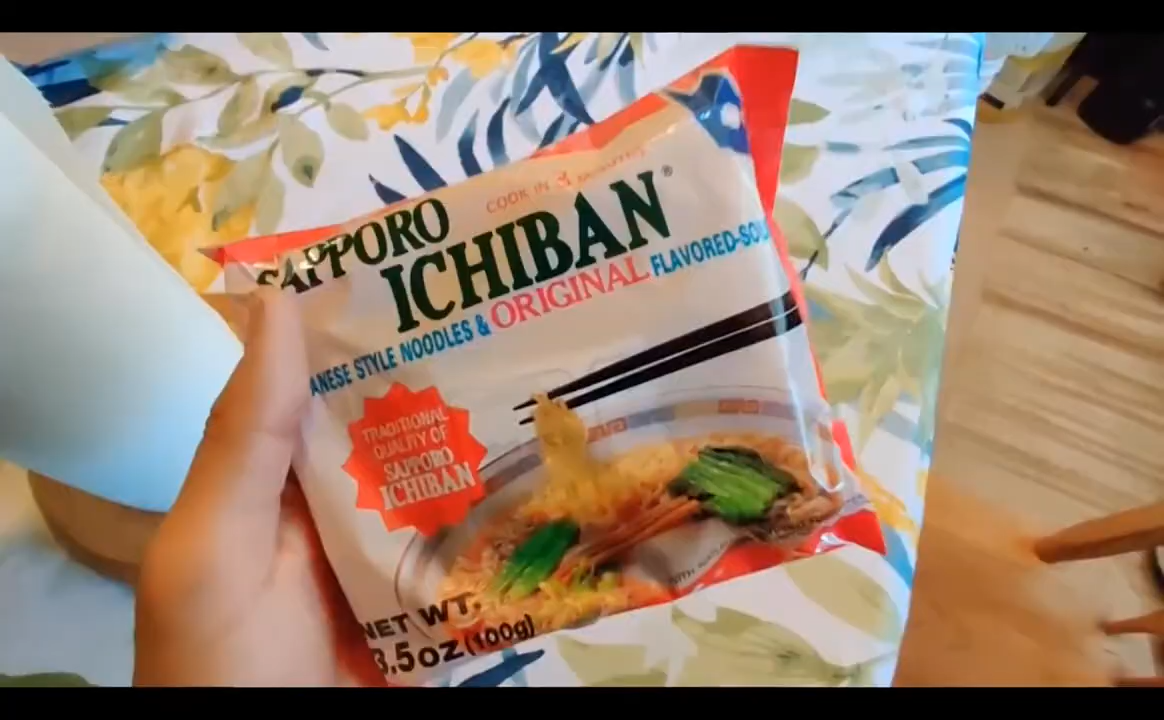 COOK IN 3 MINUTES
SAPPORO
ICHIBAN®
ANESE STYLE NOODLES & ORIGINAL FLAVORED-SOU
TRADITIONAL
QUALITY OF
SAPPORO
ICHIBAN
NET WT.
3.5oz(100g)